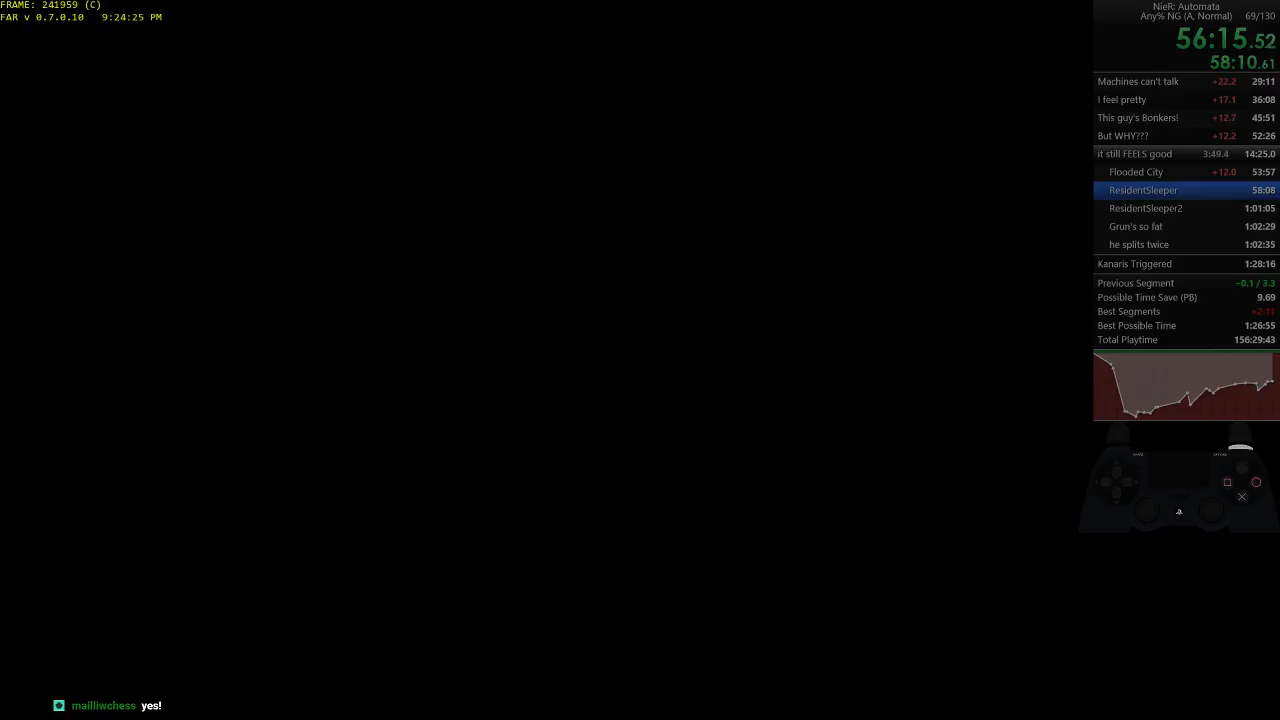 FRAME: 241959 (C)
FAR v 0.7.0.10 9:24:25 PM
NieR: Automata
Any% NG (A, Normal) 69/130
56:15.52
58:10.61
Machines can't talk +22.2 29:11
I feel pretty +17.1 36:08
This guy's Bonkers! +12.7 45:51
But WHY??? +12.2 52:26
it still FEELS good 3:49.4 14:25.0
Flooded City +12.0 53:57
ResidentSleeper 58:08
ResidentSleeper2 1:01:05
Grun's so fat 1:02:29
he splits twice 1:02:35
Kanaris Triggered 1:28:16
Previous Segment −0.1 / 3.3
Possible Time Save (PB) 9.69
Best Segments +2:11
Best Possible Time 1:26:55
Total Playtime 156:29:43
SHARE OPTIONS
mailliwchess yes!